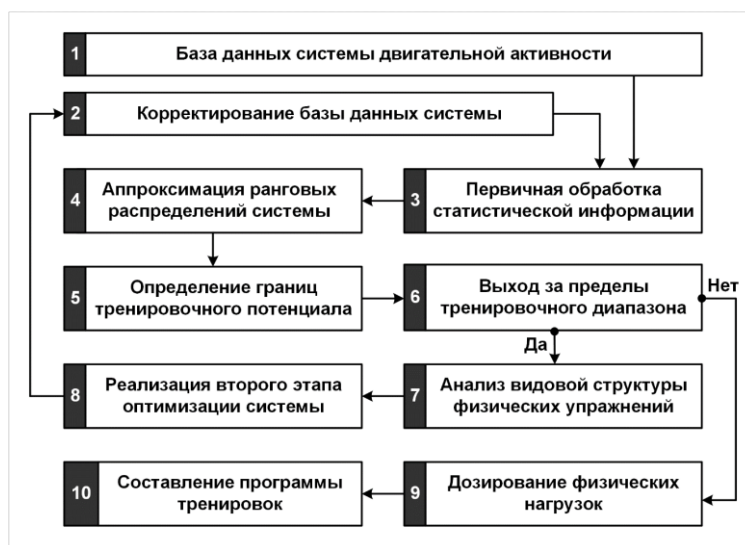 1 База данных системы двигательной активности
2 Корректирование базы данных системы
4 Аппроксимация ранговых
распределений системы
3 Первичная обработка
статистической информации
5 Определение границ
тренировочного потенциала
6 Выход за пределы
тренировочного диапазона
Нет
Да
8 Реализация второго этапа
оптимизации системы
7 Анализ видовой структуры
физических упражнений
10 Составление программы
тренировок
9 Дозирование физических
нагрузок